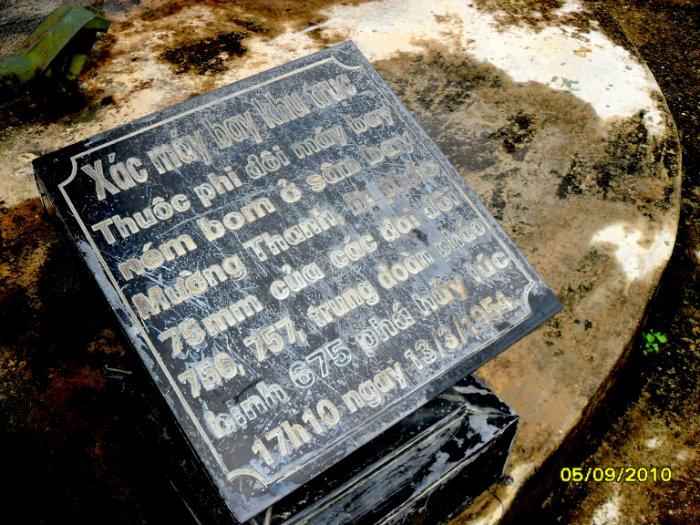 Xác máy bay khu trục
Thuộc phi đội máy bay
ném bom ở sân bay
Mường Thanh, bị pháo
75mm của các đại đội
756, 757, trung đoàn pháo
binh 675 phá hủy lúc
17h10 ngày 13/3/1954
05/09/2010